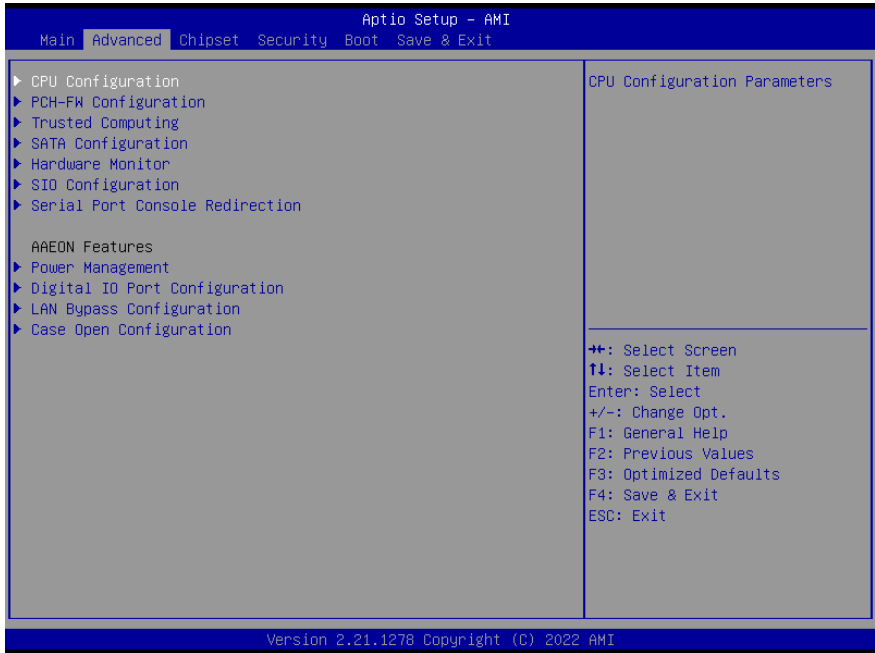 Aptio Setup – AMI
Main Advanced Chipset Security Boot Save & Exit
▶ CPU Configuration
▶ PCH-FW Configuration
▶ Trusted Computing
▶ SATA Configuration
▶ Hardware Monitor
▶ SIO Configuration
▶ Serial Port Console Redirection
AAEON Features
▶ Power Management
▶ Digital IO Port Configuration
▶ LAN Bypass Configuration
▶ Case Open Configuration
CPU Configuration Parameters
→←: Select Screen
↑↓: Select Item
Enter: Select
+/-: Change Opt.
F1: General Help
F2: Previous Values
F3: Optimized Defaults
F4: Save & Exit
ESC: Exit
Version 2.21.1278 Copyright (C) 2022 AMI